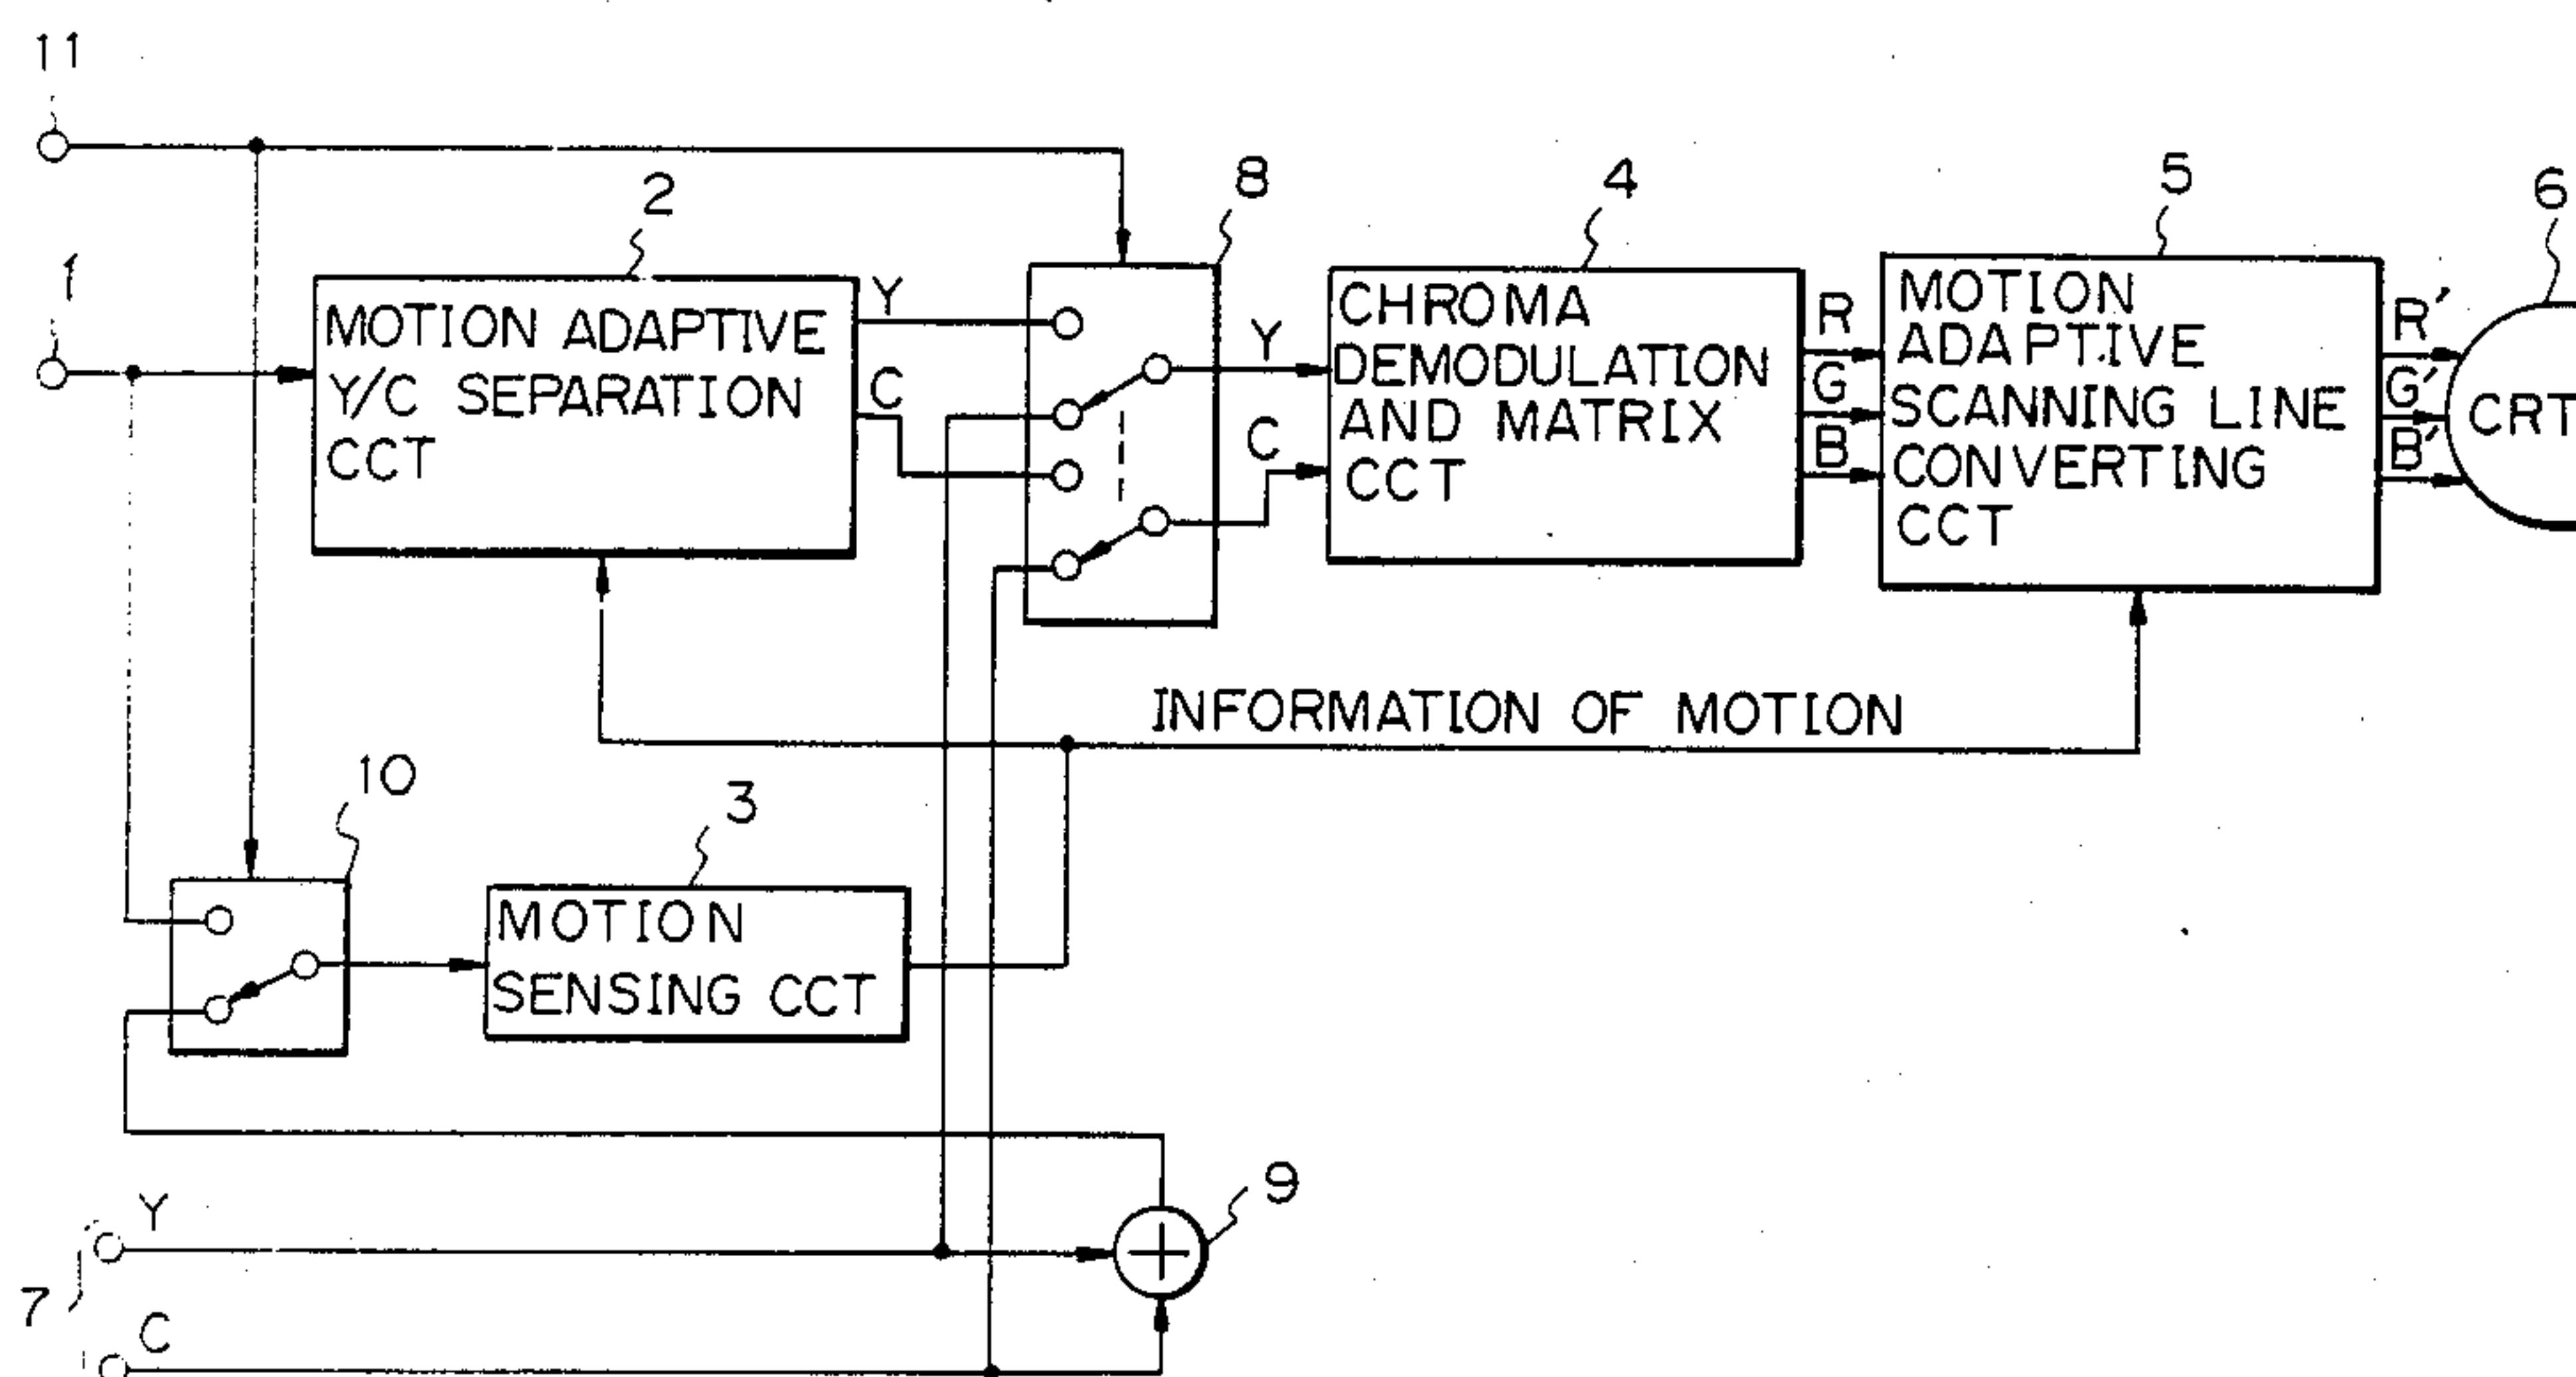 11
1
2
8
4
5
6
MOTION ADAPTIVE
Y/C SEPARATION
CCT
Y
C
Y
C
CHROMA
DEMODULATION
AND MATRIX
CCT
R
G
B
MOTION
ADAPTIVE
SCANNING LINE
CONVERTING
CCT
R'
G'
B'
CRT
INFORMATION OF MOTION
10
3
MOTION
SENSING CCT
9
7
Y
C